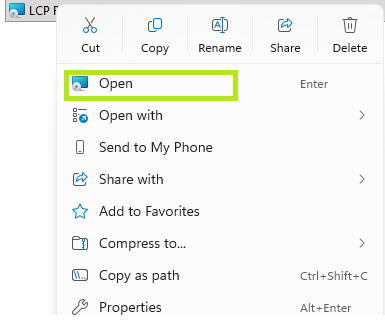 LCP
Cut Copy Rename Share Delete
Open Enter
Open with
Send to My Phone
Share with
Add to Favorites
Compress to...
Copy as path Ctrl+Shift+C
Properties Alt+Enter